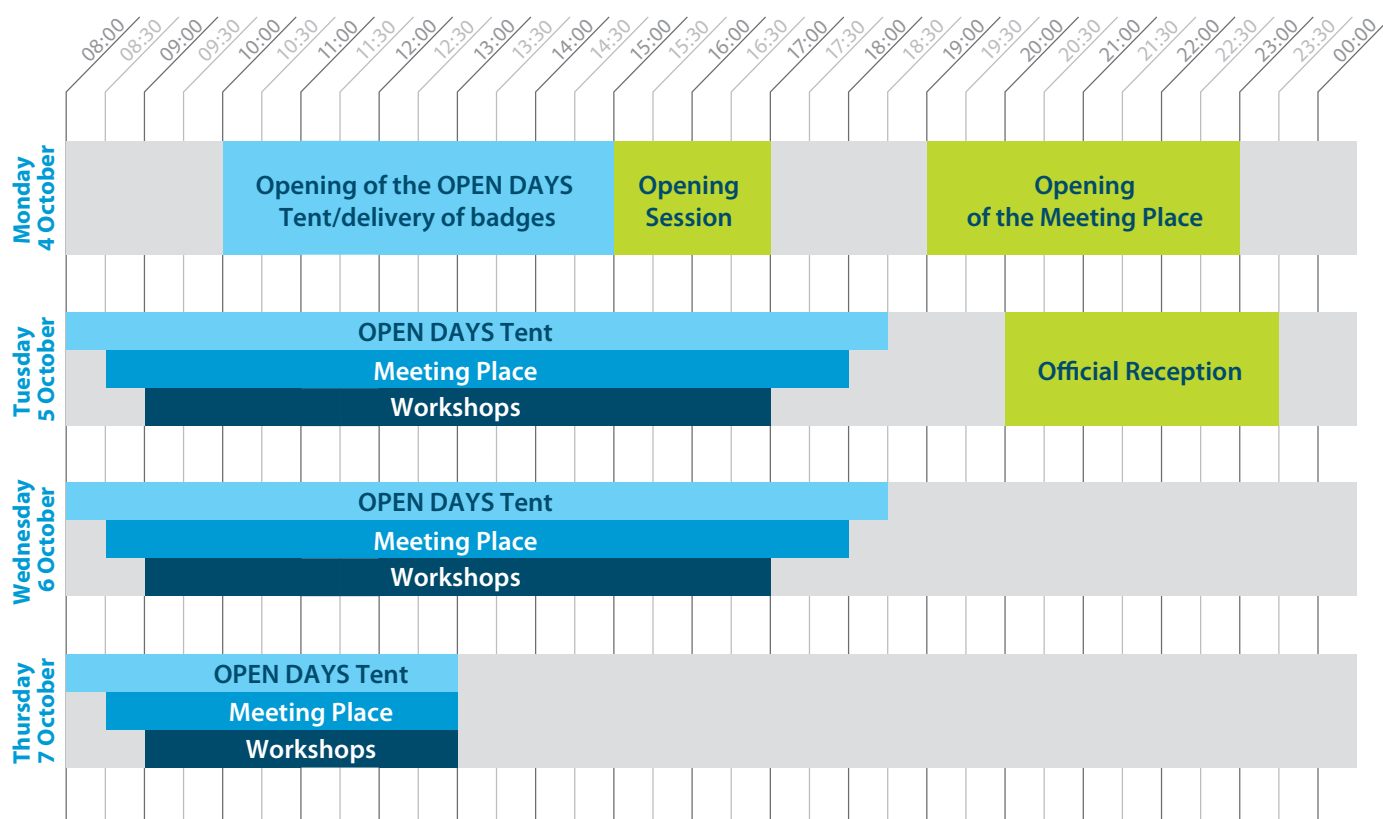 08:00
08:30
09:00
09:30
10:00
10:30
11:00
11:30
12:00
12:30
13:00
13:30
14:00
14:30
15:00
15:30
16:00
16:30
17:00
17:30
18:00
18:30
19:00
19:30
20:00
20:30
21:00
21:30
22:00
22:30
23:00
23:30
00:00
Monday
4 October
Opening of the OPEN DAYS
Tent/delivery of badges
Opening
Session
Opening
of the Meeting Place
Tuesday
5 October
OPEN DAYS Tent
Meeting Place
Workshops
Official Reception
Wednesday
6 October
OPEN DAYS Tent
Meeting Place
Workshops
Thursday
7 October
OPEN DAYS Tent
Meeting Place
Workshops